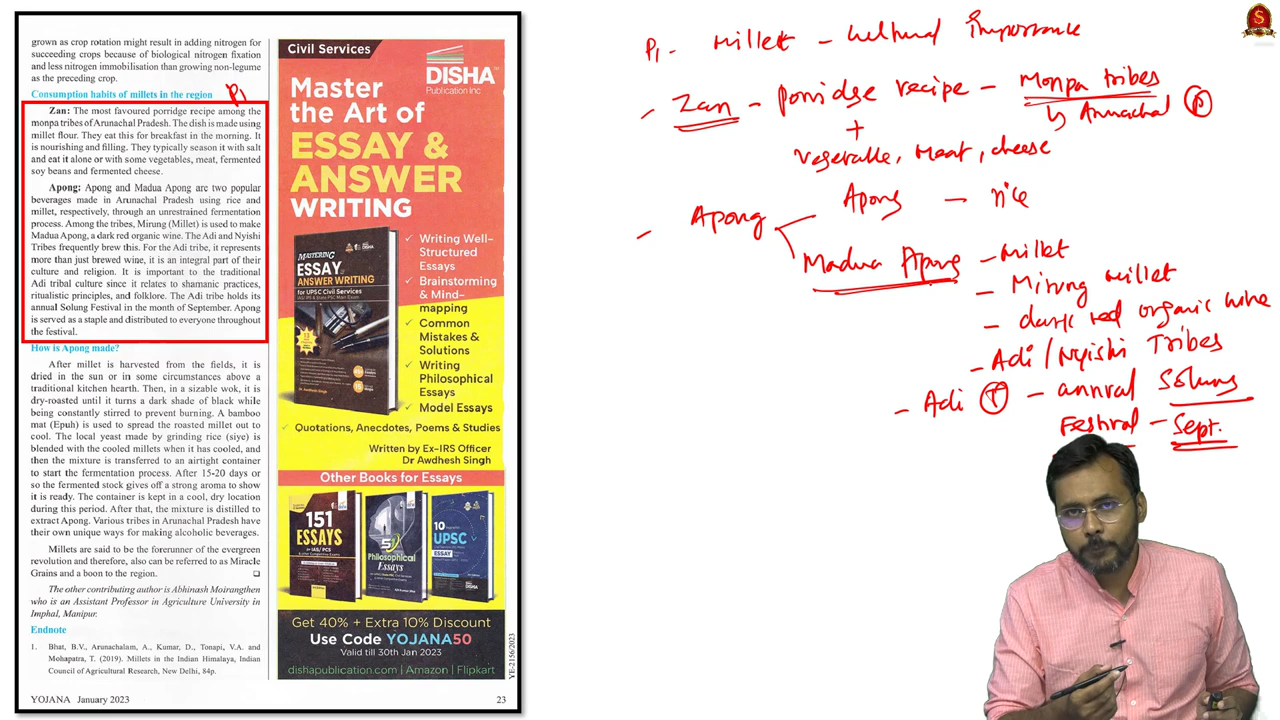 grown as crop rotation might result in adding nitrogen for
succeeding crops because of biological nitrogen fixation
and less nitrogen immobilisation than growing non-legume
as the preceding crop.
Consumption habits of millets in the region
P1
Zan: The most favoured porridge recipe among the
monpa tribes of Arunachal Pradesh. The dish is made using
millet flour. They eat this for breakfast in the morning. It
is nourishing and filling. They typically season it with salt
and eat it alone or with some vegetables, meat, fermented
soy beans and fermented cheese.
Apong: Apong and Madua Apong are two popular
beverages made in Arunachal Pradesh using rice and
millet, respectively, through an unrestrained fermentation
process. Among the tribes, Mirung (Millet) is used to make
Madua Apong, a dark red organic wine. The Adi and Nyishi
Tribes frequently brew this. For the Adi tribe, it represents
more than just brewed wine, it is an integral part of their
culture and religion. It is important to the traditional
Adi tribal culture since it relates to shamanic practices,
ritualistic principles, and folklore. The Adi tribe holds its
annual Solung Festival in the month of September. Apong
is served as a staple and distributed to everyone throughout
the festival.
How is Apong made?
After millet is harvested from the fields, it is
dried in the sun or in some circumstances above a
traditional kitchen hearth. Then, in a sizable wok, it is
dry-roasted until it turns a dark shade of black while
being constantly stirred to prevent burning. A bamboo
mat (Epuh) is used to spread the roasted millet out to
cool. The local yeast made by grinding rice (siye) is
blended with the cooled millets when it has cooled, and
then the mixture is transferred to an airtight container
to start the fermentation process. After 15-20 days or
so the fermented stock gives off a strong aroma to show
it is ready. The container is kept in a cool, dry location
during this period. After that, the mixture is distilled to
extract Apong. Various tribes in Arunachal Pradesh have
their own unique ways for making alcoholic beverages.
Millets are said to be the forerunner of the evergreen
revolution and therefore, also can be referred to as Miracle
Grains and a boon to the region.
The other contributing author is Abhinash Moirangthen
who is an Assistant Professor in Agriculture University in
Imphal, Manipur.
Endnote
1. Bhat, B.V., Arunachalam, A., Kumar, D., Tonapi, V.A. and
Mohapatra, T. (2019). Millets in the Indian Himalaya, Indian
Council of Agricultural Research, New Delhi, 84p.
YOJANA January 2023
23
Civil Services
DISHA
Publication Inc
Master
the Art of
ESSAY &
ANSWER
WRITING
MASTERING
ESSAY
& ANSWER WRITING
for UPSC Civil Services
Writing Well-
Structured
Essays
Brainstorming
& Mind-
mapping
Common
Mistakes &
Solutions
Writing
Philosophical
Essays
Model Essays
Quotations, Anecdotes, Poems & Studies
Written by Ex-IRS Officer
Dr Awdhesh Singh
Other Books for Essays
151
ESSAYS
Philosophical
Essays
10
UPSC
ESSAY
Get 40% + Extra 10% Discount
Use Code YOJANA50
Valid till 30th Jan 2023
dishapublication.com | Amazon | Flipkart
YE-2156/2023
P1 - Millet - Cultural Importance
- Zan - porridge recipe - Monpa tribes
↳ Arunachal P
+
vegetable, meat, cheese
- Apong
Apong - rice
Madua Apong - Millet
- Mirung millet
- dark red organic wine
- Adi/Nyishi Tribes
- Adi T - annual Solung
Festival - Sept.
S